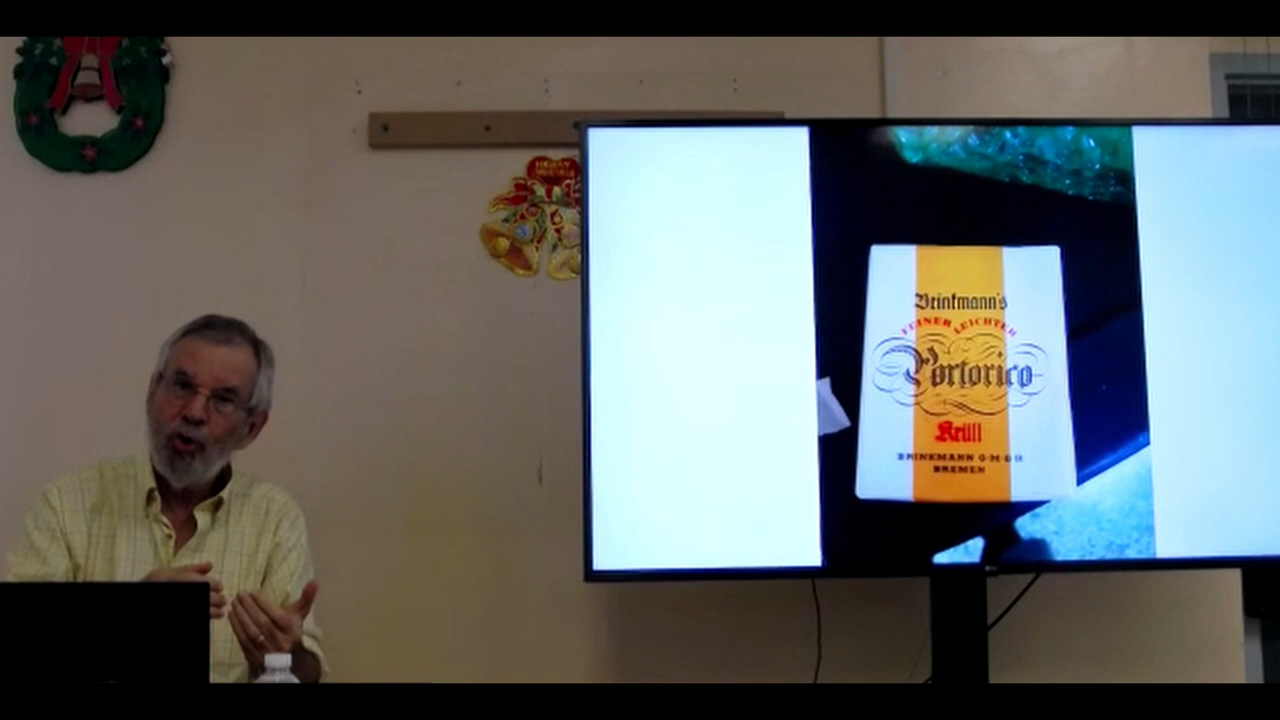 Brinkmann's
FEINER LEICHTER
Portorico
Krüll
BRINKMANN G·M·B·H
BREMEN